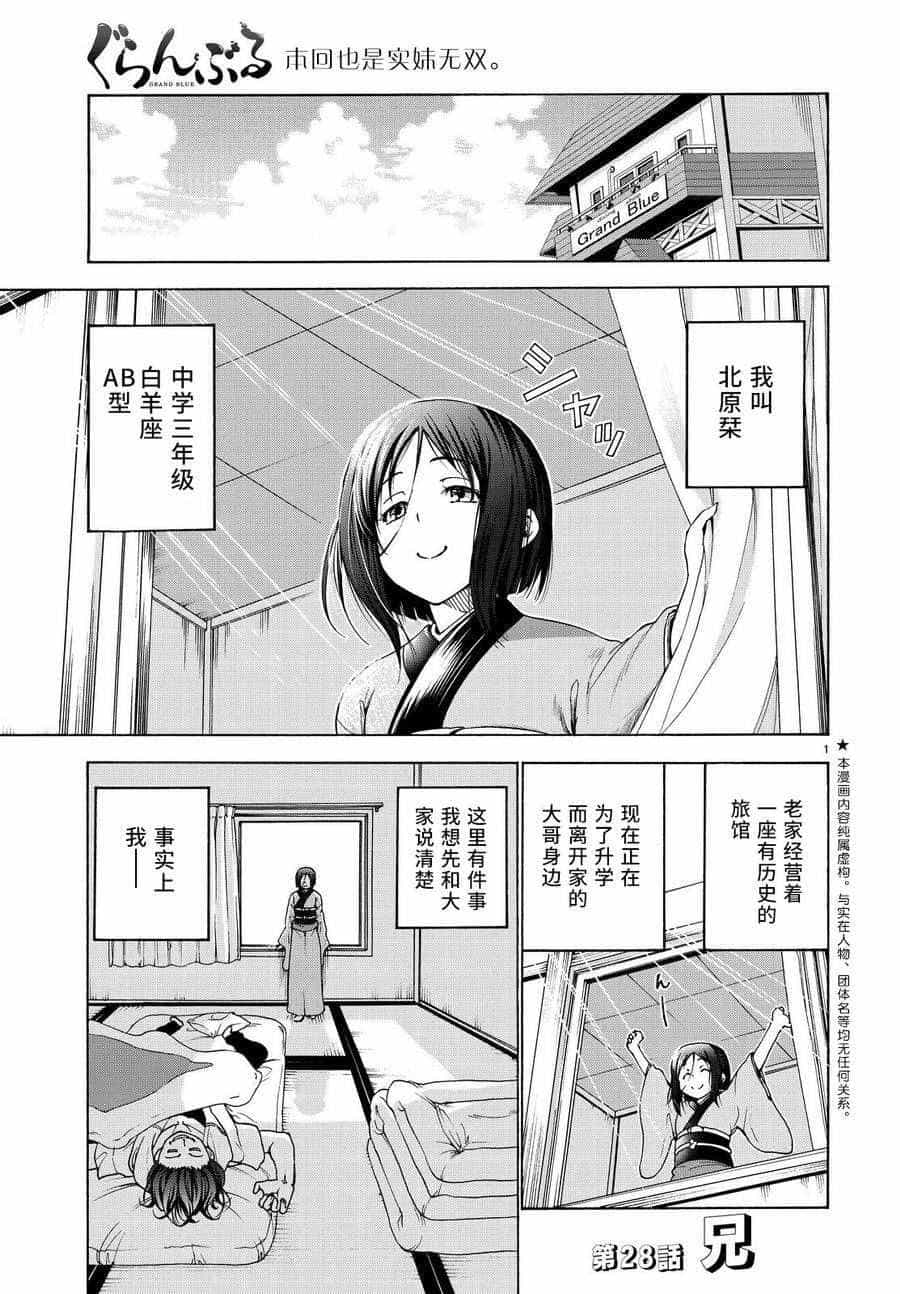 ぐらんぶる
GRAND BLUE
本回也是实妹无双。
Grand Blue
我叫
北原栞
シャッ
中学三年级
白羊座
AB型
1
老家经营着
一座有历史的
旅馆
现在正在
为了升学
而离开家的
大哥身边
んー
这里有件事
我想先和大
家说清楚
事实上
我—
★本漫画内容纯属虚构。与实在人物、团体名等均无任何关系。
第28話 兄